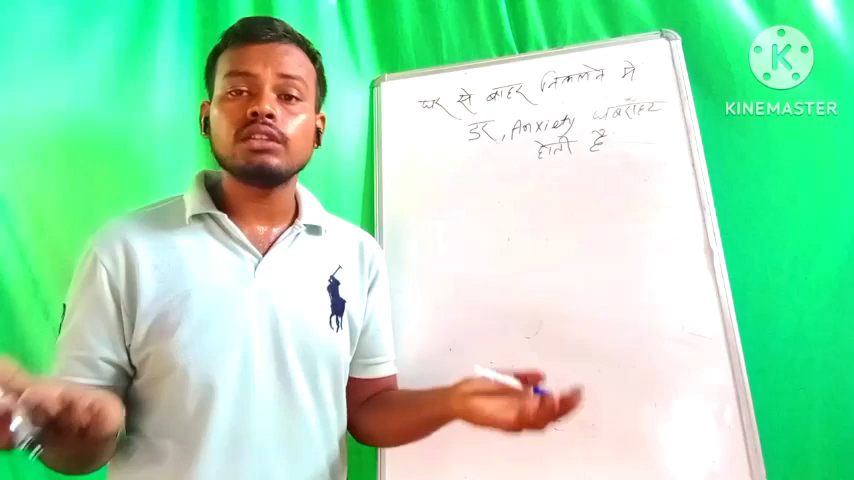 घर से बाहर निकलने मे
डर, Anxiety घबराहट
होती है
KINEMASTER